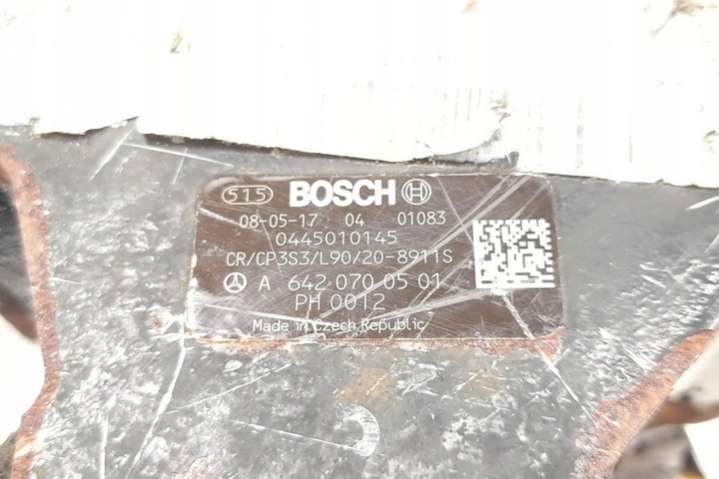 515 BOSCH
08-05-17 04 01083
0445010145
CR/CP3S3/L90/20-8911S
A 642 070 05 01
PH 0012
Made in Czech Republic